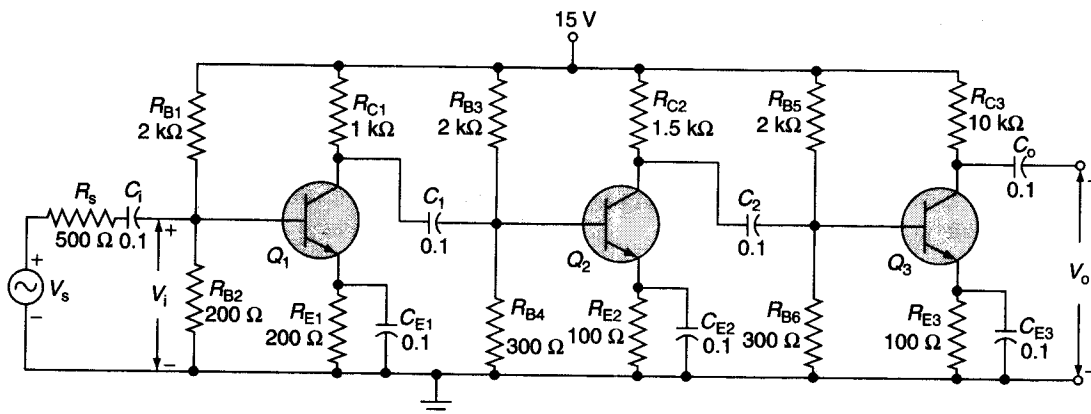 15 V
R_B1
2 kΩ
R_C1
1 kΩ
R_B3
2 kΩ
R_C2
1.5 kΩ
R_B5
2 kΩ
R_C3
10 kΩ
C_o
0.1
R_s
500 Ω
C_i
0.1
+
C_1
0.1
C_2
0.1
Q_1
Q_2
Q_3
+
V_s
−
V_i
−
R_B2
200 Ω
R_E1
200 Ω
C_E1
0.1
R_B4
300 Ω
R_E2
100 Ω
C_E2
0.1
R_B6
300 Ω
R_E3
100 Ω
C_E3
0.1
V_o